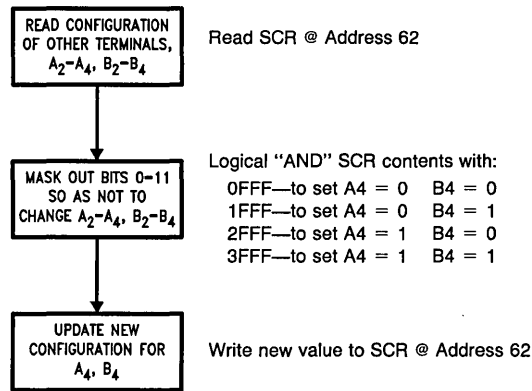 READ CONFIGURATION
OF OTHER TERMINALS,
A2–A4, B2–B4
Read SCR @ Address 62
MASK OUT BITS 0–11
SO AS NOT TO
CHANGE A2–A4, B2–B4
Logical “AND” SCR contents with:
0FFF—to set A4 = 0 B4 = 0
1FFF—to set A4 = 0 B4 = 1
2FFF—to set A4 = 1 B4 = 0
3FFF—to set A4 = 1 B4 = 1
UPDATE NEW
CONFIGURATION FOR
A4, B4
Write new value to SCR @ Address 62